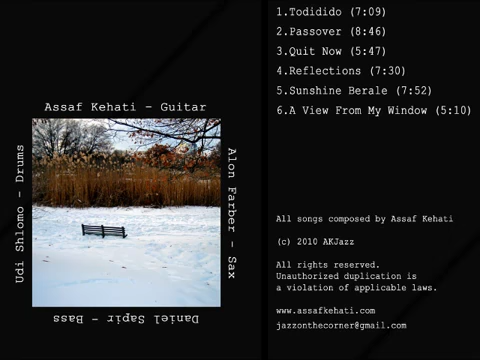 Assaf Kehati - Guitar
Udi Shlomo - Drums
Alon Farber - Sax
Daniel Sapir - Bass
1.Todidido (7:09)
2.Passover (8:46)
3.Quit Now (5:47)
4.Reflections (7:30)
5.Sunshine Berale (7:52)
6.A View From My Window (5:10)
All songs composed by Assaf Kehati
(c) 2010 AKJazz
All rights reserved.
Unauthorized duplication is
a violation of applicable laws.
www.assafkehati.com
jazzonthecorner@gmail.com